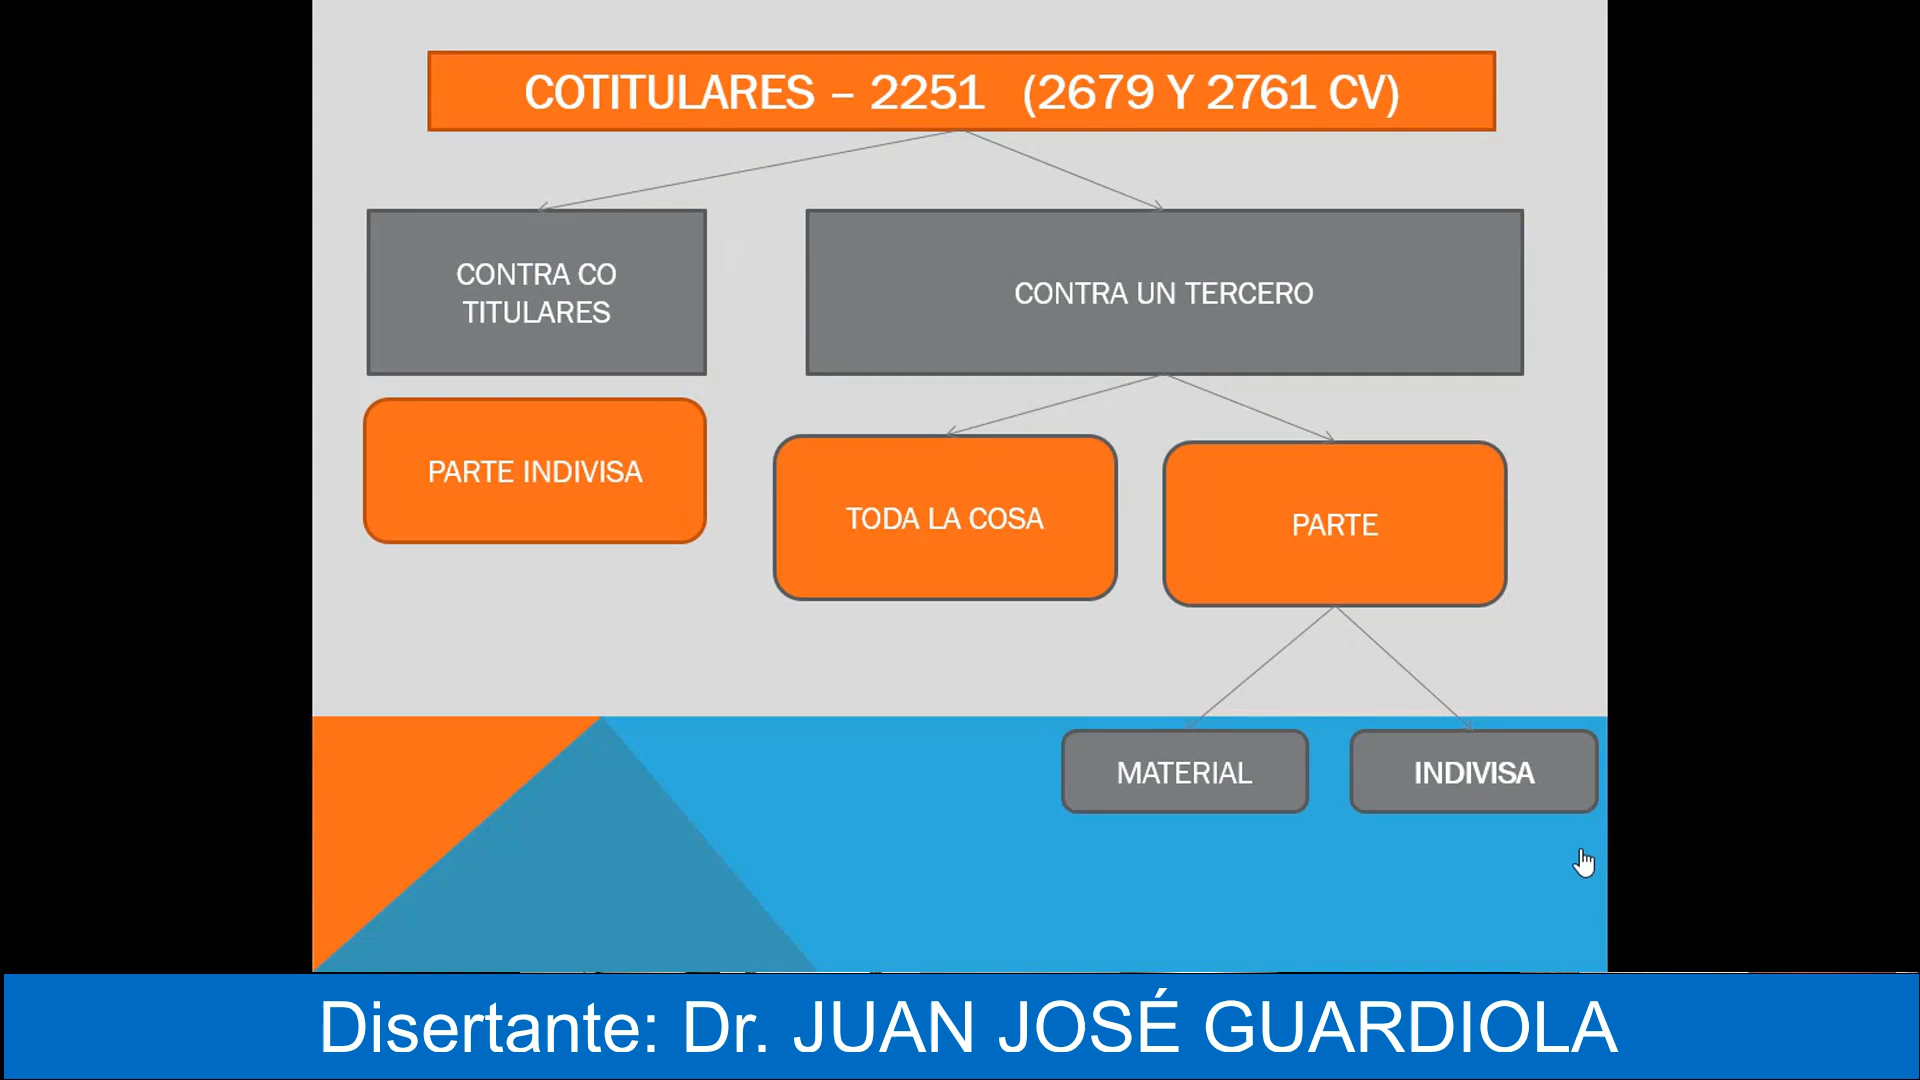 COTITULARES – 2251 (2679 Y 2761 CV)
CONTRA CO
TITULARES
CONTRA UN TERCERO
PARTE INDIVISA
TODA LA COSA
PARTE
MATERIAL
INDIVISA
Disertante: Dr. JUAN JOSÉ GUARDIOLA